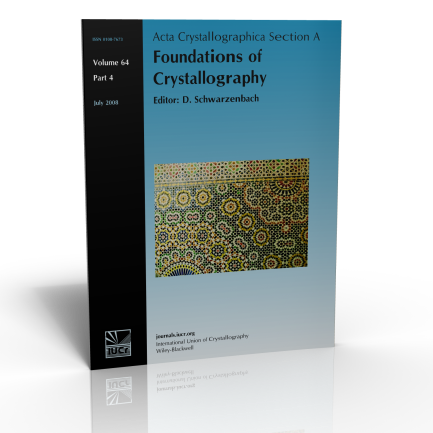 ISSN 0108-7673
Acta Crystallographica Section A
Foundations of
Crystallography
Editor: D. Schwarzenbach
Volume 64
Part 4
July 2008
IUCr
journals.iucr.org
International Union of Crystallography
Wiley-Blackwell